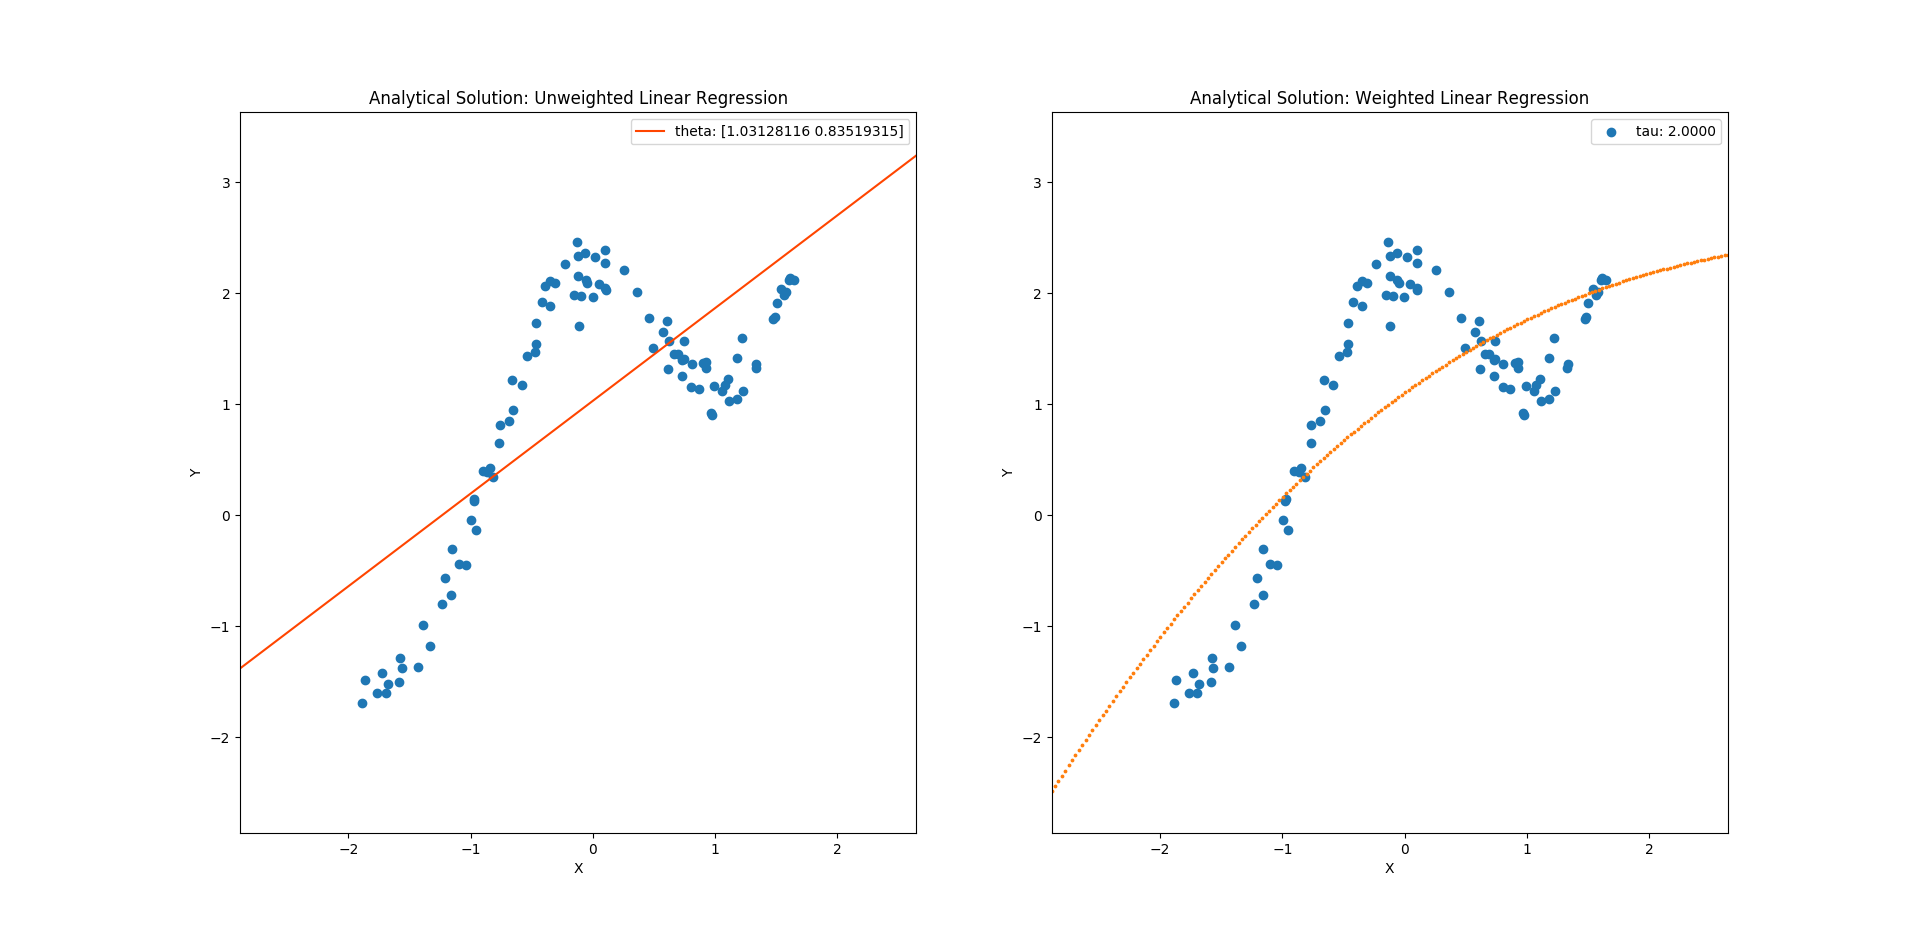 Analytical Solution: Unweighted Linear Regression
theta: [1.03128116 0.83519315]
3
2
1
0
−1
−2
Y
−2
−1
0
1
2
X
Analytical Solution: Weighted Linear Regression
tau: 2.0000
3
2
1
0
−1
−2
Y
−2
−1
0
1
2
X